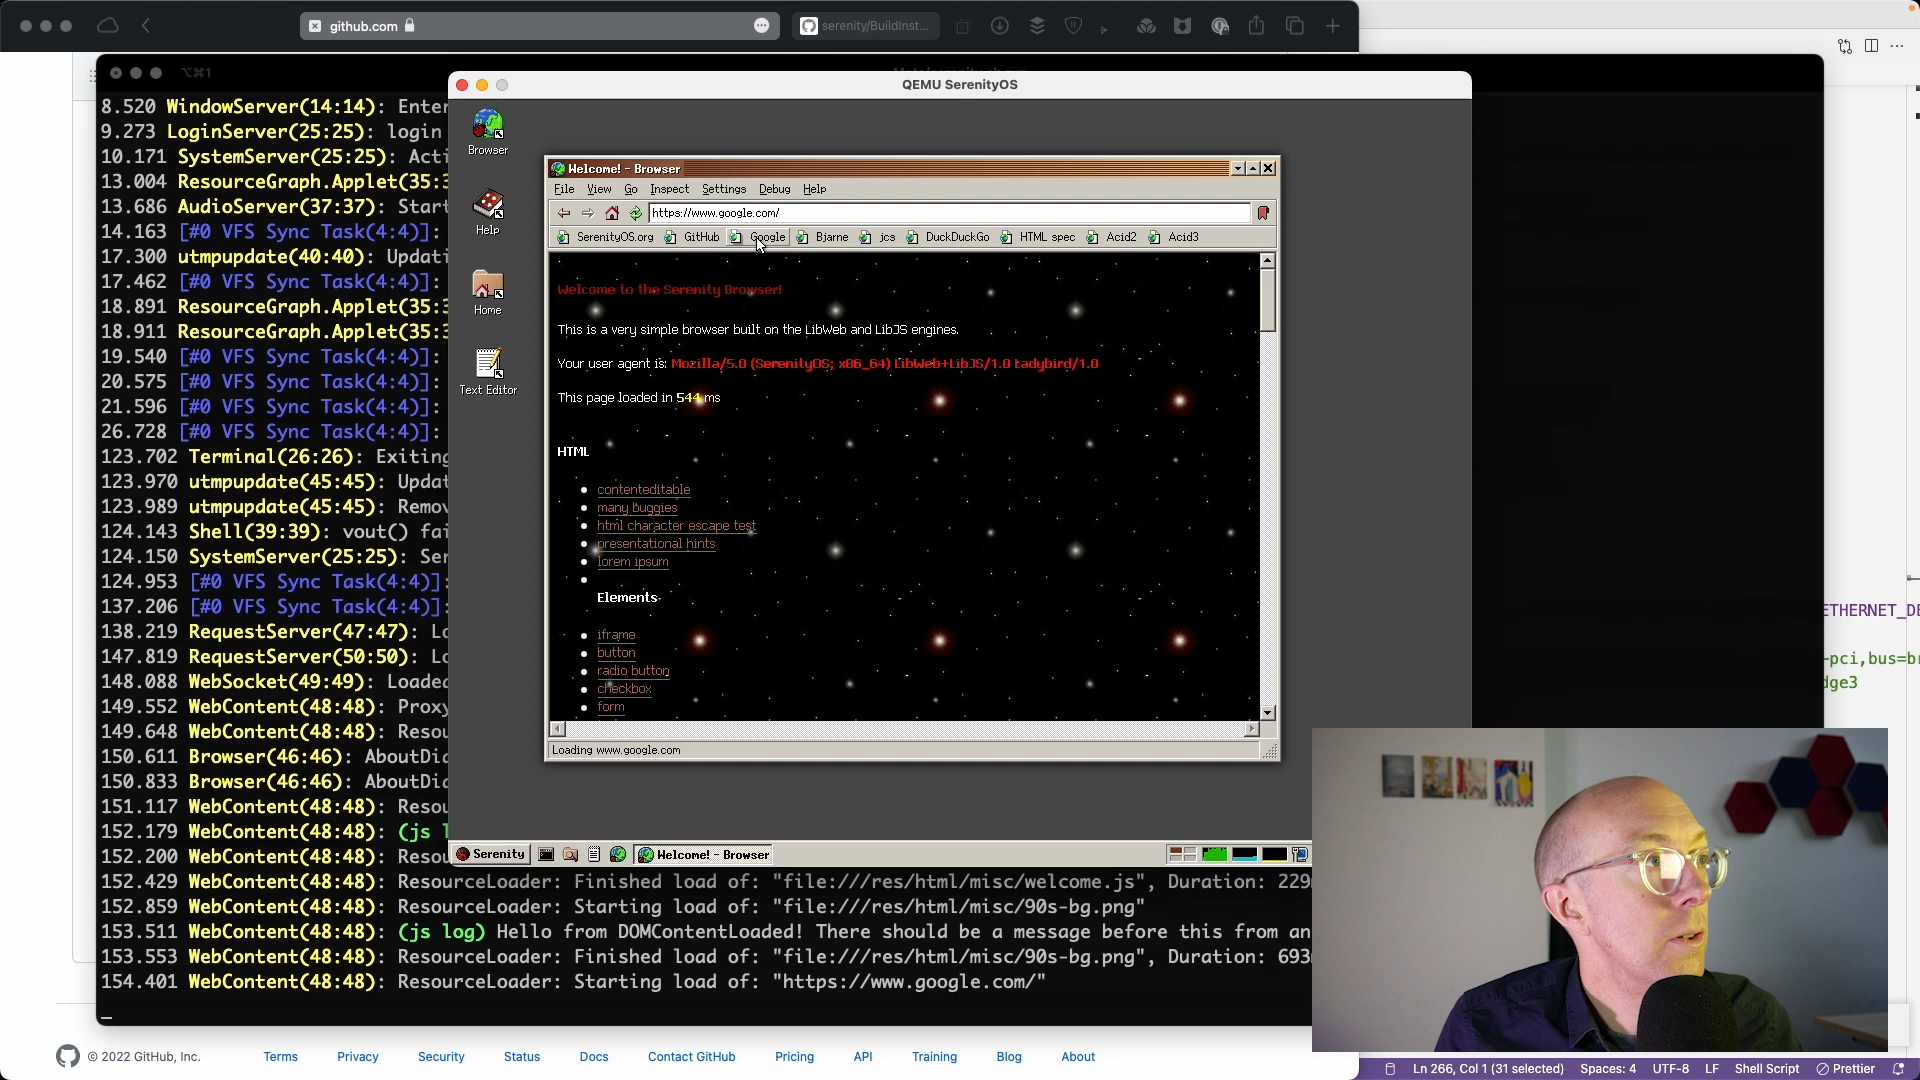 github.com
serenity/BuildInst...
⌥⌘1
QEMU SerenityOS
8.520 WindowServer(14:14): Enter
9.273 LoginServer(25:25): login
10.171 SystemServer(25:25): Acti
13.004 ResourceGraph.Applet(35:3
13.686 AudioServer(37:37): Start
14.163 [#0 VFS Sync Task(4:4)]:
17.300 utmpupdate(40:40): Updati
17.462 [#0 VFS Sync Task(4:4)]:
18.891 ResourceGraph.Applet(35:3
18.911 ResourceGraph.Applet(35:3
19.540 [#0 VFS Sync Task(4:4)]:
20.575 [#0 VFS Sync Task(4:4)]:
21.596 [#0 VFS Sync Task(4:4)]:
26.728 [#0 VFS Sync Task(4:4)]:
123.702 Terminal(26:26): Exiting
123.970 utmpupdate(45:45): Updat
123.989 utmpupdate(45:45): Remov
124.143 Shell(39:39): vout() fai
124.150 SystemServer(25:25): Ser
124.953 [#0 VFS Sync Task(4:4)]:
137.206 [#0 VFS Sync Task(4:4)]:
138.219 RequestServer(47:47): Lo
147.819 RequestServer(50:50): Lo
148.088 WebSocket(49:49): Loaded
149.552 WebContent(48:48): Proxy
149.648 WebContent(48:48): Resou
150.611 Browser(46:46): AboutDia
150.833 Browser(46:46): AboutDia
151.117 WebContent(48:48): Resou
152.179 WebContent(48:48): (js l
152.200 WebContent(48:48): Resou
152.429 WebContent(48:48): ResourceLoader: Finished load of: "file:///res/html/misc/welcome.js", Duration: 229
152.859 WebContent(48:48): ResourceLoader: Starting load of: "file:///res/html/misc/90s-bg.png"
153.511 WebContent(48:48): (js log) Hello from DOMContentLoaded! There should be a message before this from an
153.553 WebContent(48:48): ResourceLoader: Finished load of: "file:///res/html/misc/90s-bg.png", Duration: 693
154.401 WebContent(48:48): ResourceLoader: Starting load of: "https://www.google.com/"
Browser
Help
Home
Text Editor
Welcome! - Browser
File View Go Inspect Settings Debug Help
https://www.google.com/
SerenityOS.org GitHub Google Bjarne jcs DuckDuckGo HTML spec Acid2 Acid3
Welcome to the Serenity Browser!
This is a very simple browser built on the LibWeb and LibJS engines.
Your user agent is: Mozilla/5.0 (SerenityOS; x86_64) LibWeb+LibJS/1.0 Ladybird/1.0
This page loaded in 544 ms
HTML
contenteditable
many buggies
html character escape test
presentational hints
lorem ipsum
Elements
iframe
button
radio button
checkbox
form
Loading www.google.com
Serenity
Welcome! - Browser
ETHERNET_DE
-pci,bus=br
dge3
© 2022 GitHub, Inc. Terms Privacy Security Status Docs Contact GitHub Pricing API Training Blog About
Ln 266, Col 1 (31 selected) Spaces: 4 UTF-8 LF Shell Script Prettier